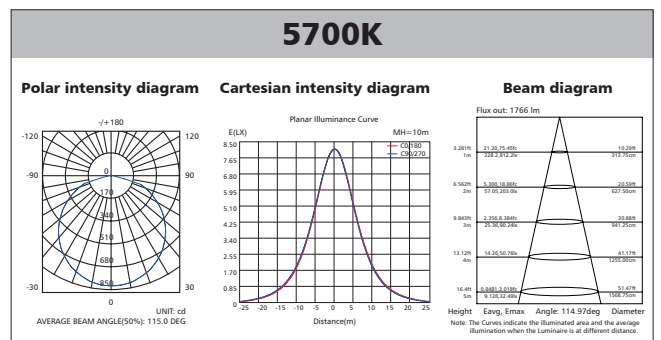 5700K
Polar intensity diagram
Cartesian intensity diagram
Beam diagram
-/+180
-120
120
-90
90
-30
30
0
0
170
340
510
680
850
UNIT: cd
AVERAGE BEAM ANGLE(50%): 115.0 DEG
Planar Illuminance Curve
E(LX)
MH=10m
C0/180
C90/270
8.50
7.65
6.80
5.95
5.10
4.25
3.40
2.55
1.70
0.85
0
-25 -20 -15 -10 -5 0 5 10 15 20 25
Distance(m)
Flux out: 1766 lm
3.281ft 21.20,75.45fc 10.29ft
1m 228.2,812.2lx 313.75cm
6.562ft 5.300,18.86fc 20.59ft
2m 57.05,203.0lx 627.50cm
9.843ft 2.356,8.384fc 30.88ft
3m 25.36,90.24lx 941.25cm
13.12ft 14.26,50.76lx 41.17ft
4m 1255.00cm
16.4ft 0.8481,3.018fc 51.47ft
5m 9.128,32.49lx 1568.75cm
Height Eavg, Emax Angle: 114.97deg Diameter
Note: The Curves indicate the illuminated area and the average
illumination when the Luminaire is at different distance.